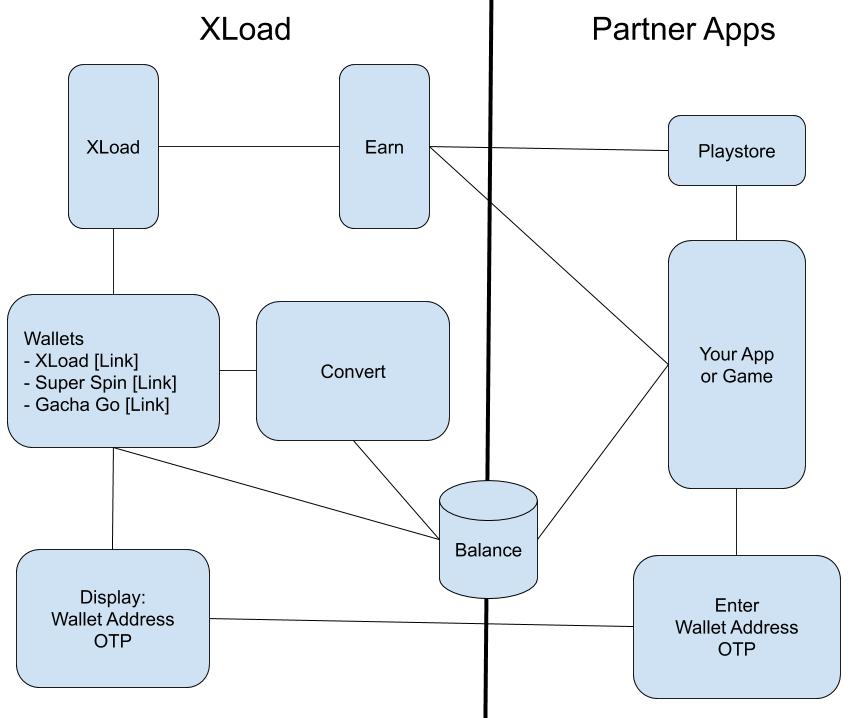 XLoad
Partner Apps
XLoad
Earn
Playstore
Wallets
- XLoad [Link]
- Super Spin [Link]
- Gacha Go [Link]
Convert
Your App
or Game
Balance
Display:
Wallet Address
OTP
Enter
Wallet Address
OTP